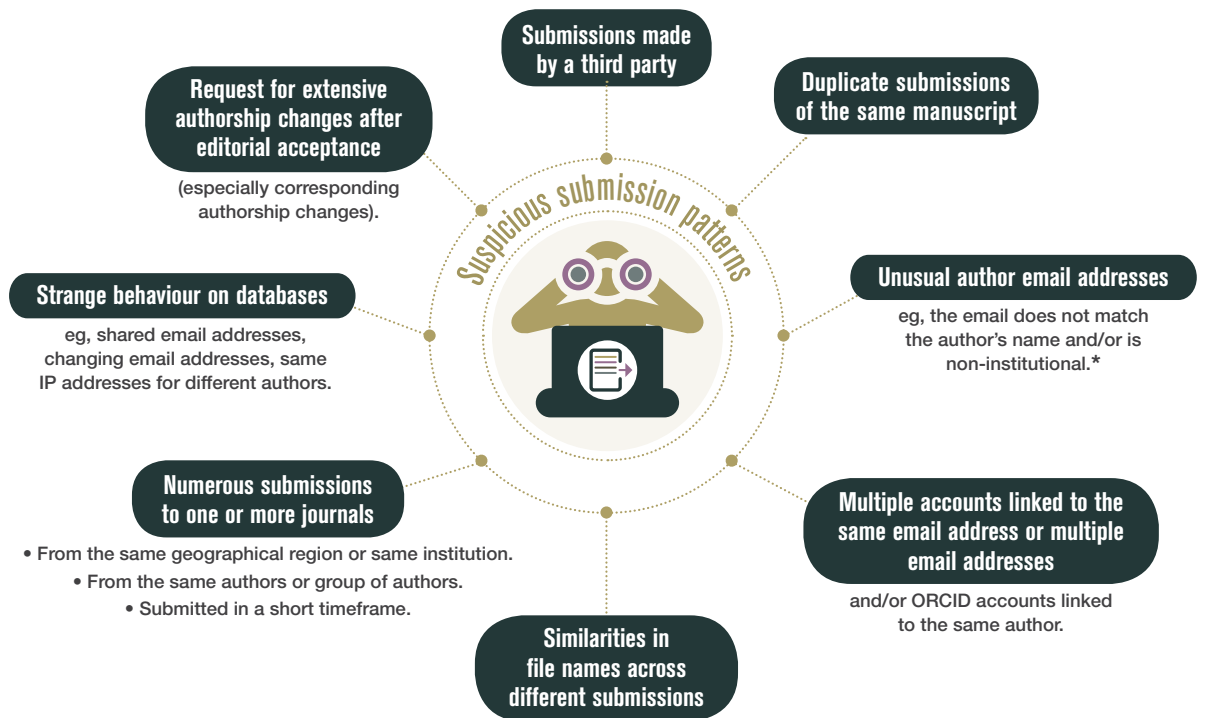 Suspicious submission patterns
Submissions made
by a third party
Duplicate submissions
of the same manuscript
Unusual author email addresses
eg, the email does not match
the author's name and/or is
non-institutional.*
Multiple accounts linked to the
same email address or multiple
email addresses
and/or ORCID accounts linked
to the same author.
Similarities in
file names across
different submissions
Numerous submissions
to one or more journals
• From the same geographical region or same institution.
• From the same authors or group of authors.
• Submitted in a short timeframe.
Strange behaviour on databases
eg, shared email addresses,
changing email addresses, same
IP addresses for different authors.
Request for extensive
authorship changes after
editorial acceptance
(especially corresponding
authorship changes).